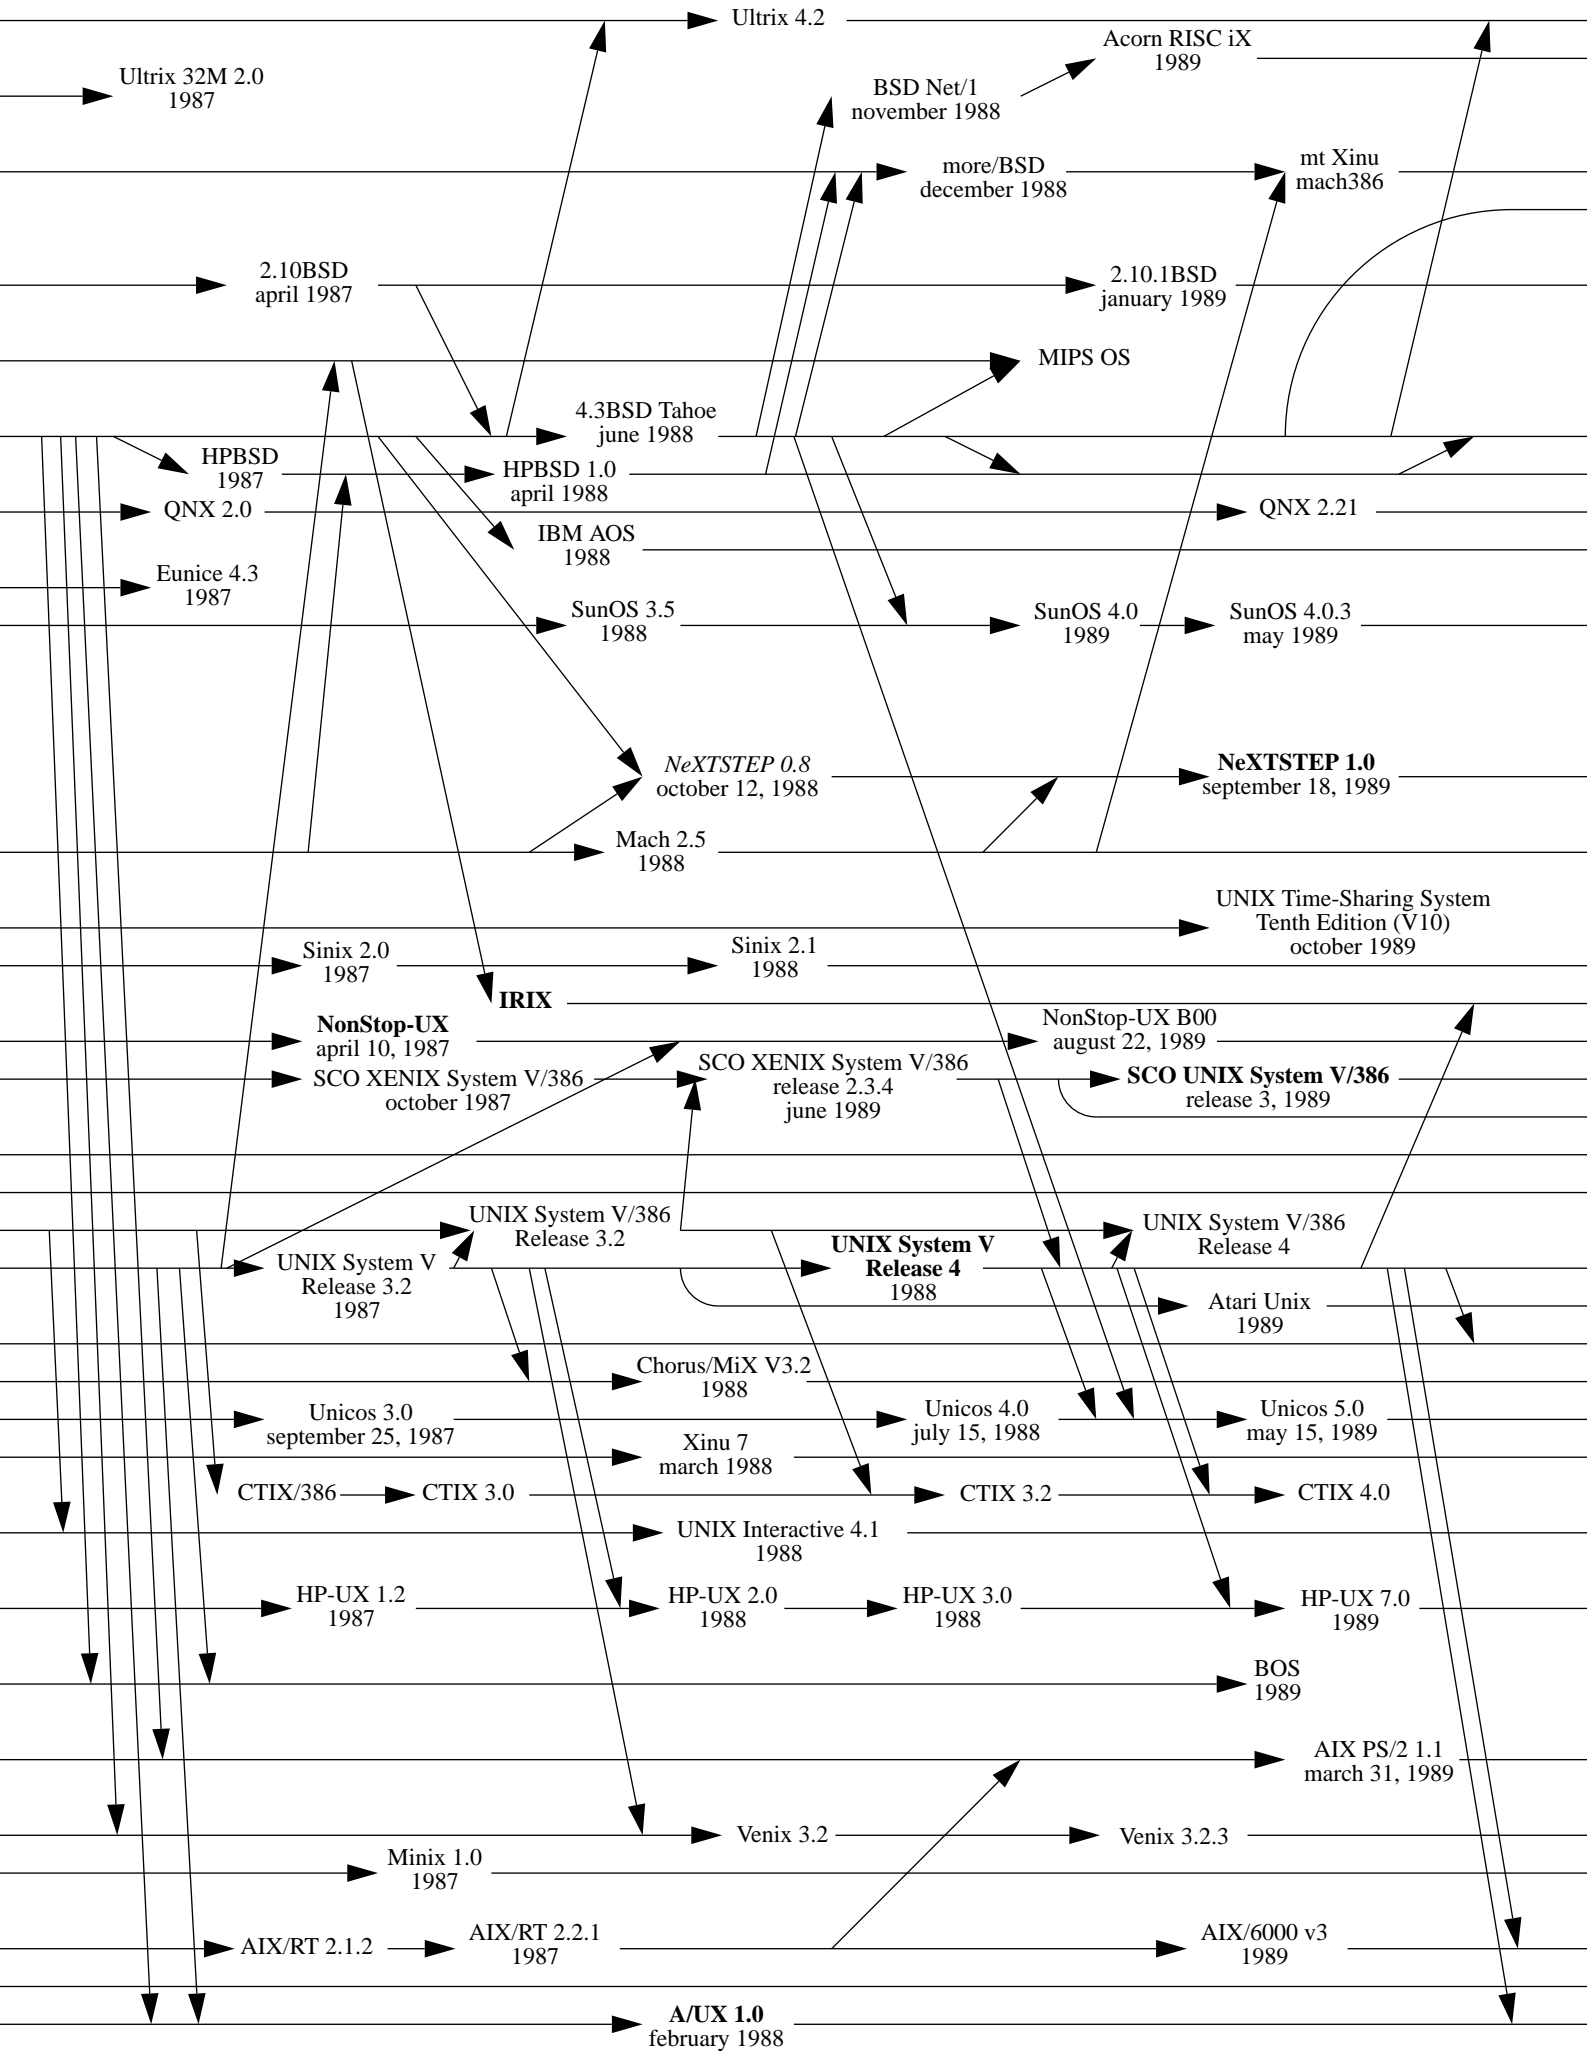 Ultrix 4.2
Acorn RISC iX
1989
Ultrix 32M 2.0
1987
BSD Net/1
november 1988
more/BSD
december 1988
mt Xinu
mach386
2.10BSD
april 1987
2.10.1BSD
january 1989
MIPS OS
4.3BSD Tahoe
june 1988
HPBSD
1987
HPBSD 1.0
april 1988
QNX 2.0
QNX 2.21
IBM AOS
1988
Eunice 4.3
1987
SunOS 3.5
1988
SunOS 4.0
1989
SunOS 4.0.3
may 1989
NeXTSTEP 0.8
october 12, 1988
NeXTSTEP 1.0
september 18, 1989
Mach 2.5
1988
UNIX Time-Sharing System
Tenth Edition (V10)
october 1989
Sinix 2.0
1987
Sinix 2.1
1988
IRIX
NonStop-UX
april 10, 1987
NonStop-UX B00
august 22, 1989
SCO XENIX System V/386
october 1987
SCO XENIX System V/386
release 2.3.4
june 1989
SCO UNIX System V/386
release 3, 1989
UNIX System V/386
Release 3.2
UNIX System V/386
Release 4
UNIX System V
Release 3.2
1987
UNIX System V
Release 4
1988
Atari Unix
1989
Chorus/MiX V3.2
1988
Unicos 3.0
september 25, 1987
Unicos 4.0
july 15, 1988
Unicos 5.0
may 15, 1989
Xinu 7
march 1988
CTIX/386
CTIX 3.0
CTIX 3.2
CTIX 4.0
UNIX Interactive 4.1
1988
HP-UX 1.2
1987
HP-UX 2.0
1988
HP-UX 3.0
1988
HP-UX 7.0
1989
BOS
1989
AIX PS/2 1.1
march 31, 1989
Venix 3.2
Venix 3.2.3
Minix 1.0
1987
AIX/RT 2.1.2
AIX/RT 2.2.1
1987
AIX/6000 v3
1989
A/UX 1.0
february 1988